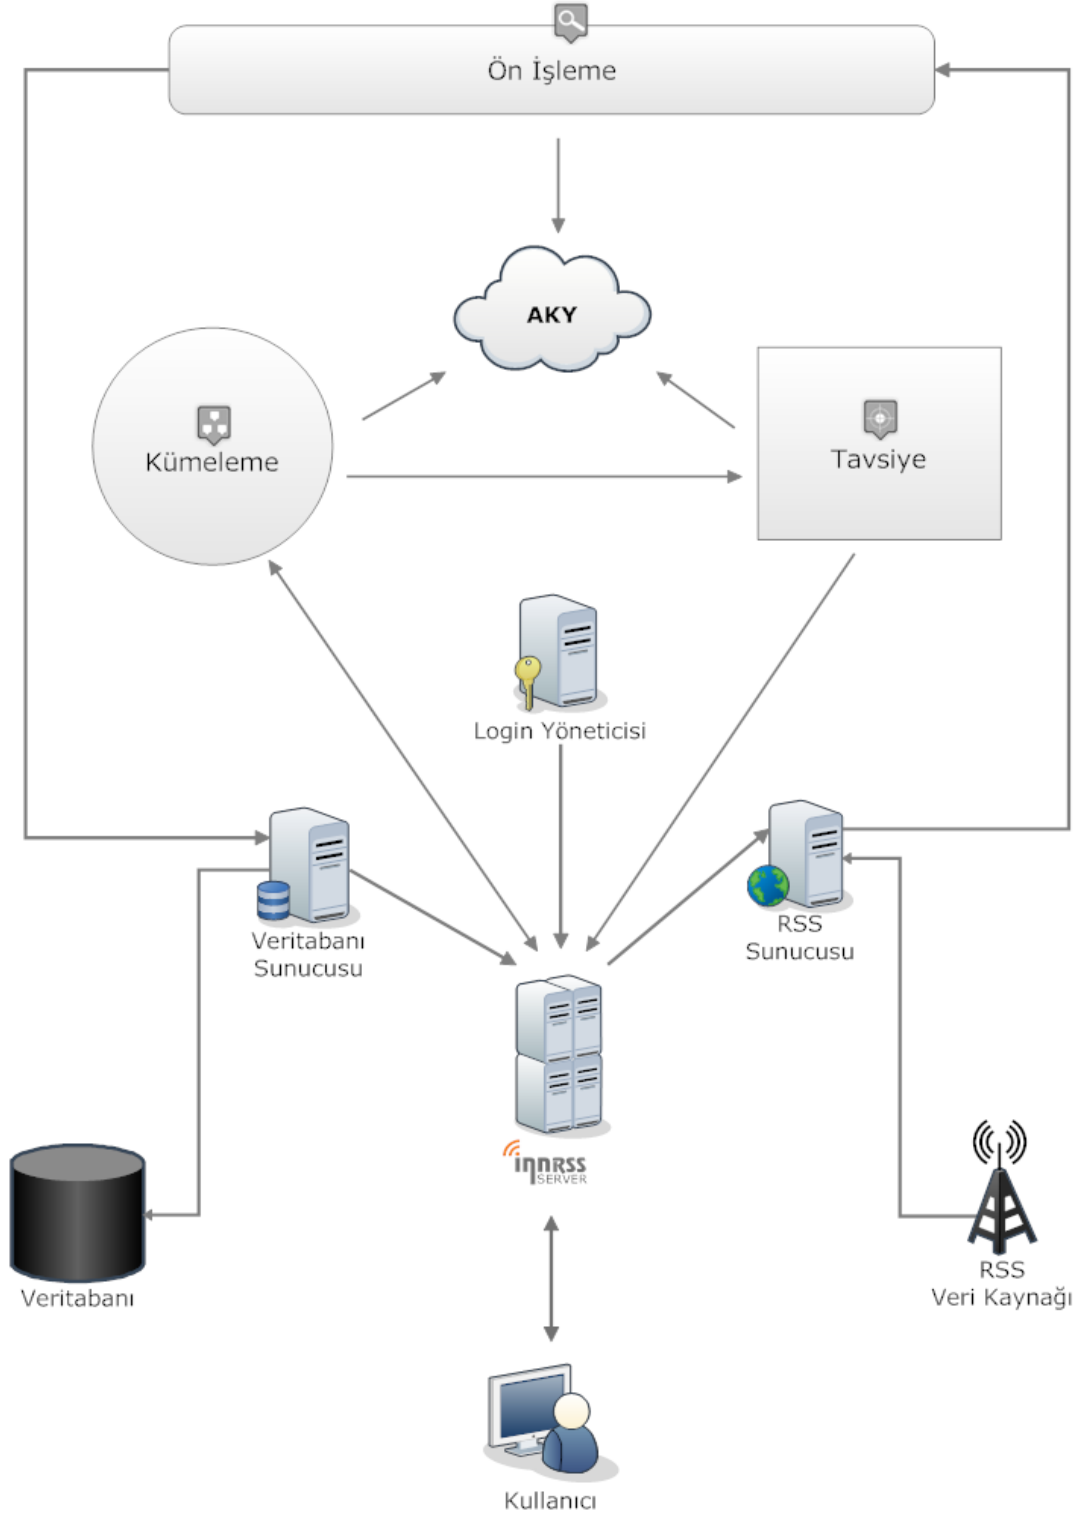 Ön İşleme
AKY
Kümeleme
Tavsiye
Login Yöneticisi
Veritabanı
Sunucusu
RSS
Sunucusu
innRSS
SERVER
Veritabanı
RSS
Veri Kaynağı
Kullanıcı